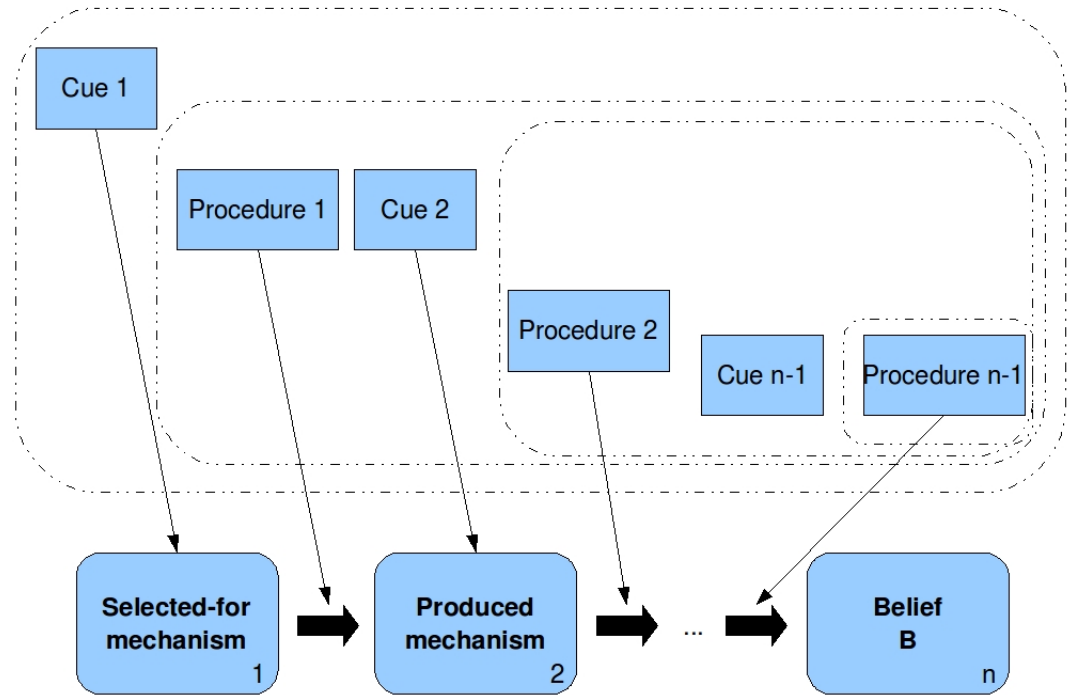 Cue 1
Procedure 1
Cue 2
Procedure 2
Cue n-1
Procedure n-1
Selected-for
mechanism
1
Produced
mechanism
2
...
Belief
B
n